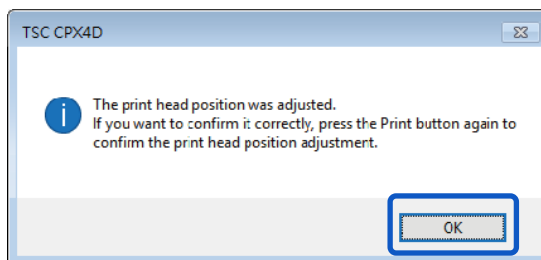 TSC CPX4D
The print head position was adjusted.
If you want to confirm it correctly, press the Print button again to
confirm the print head position adjustment.
OK